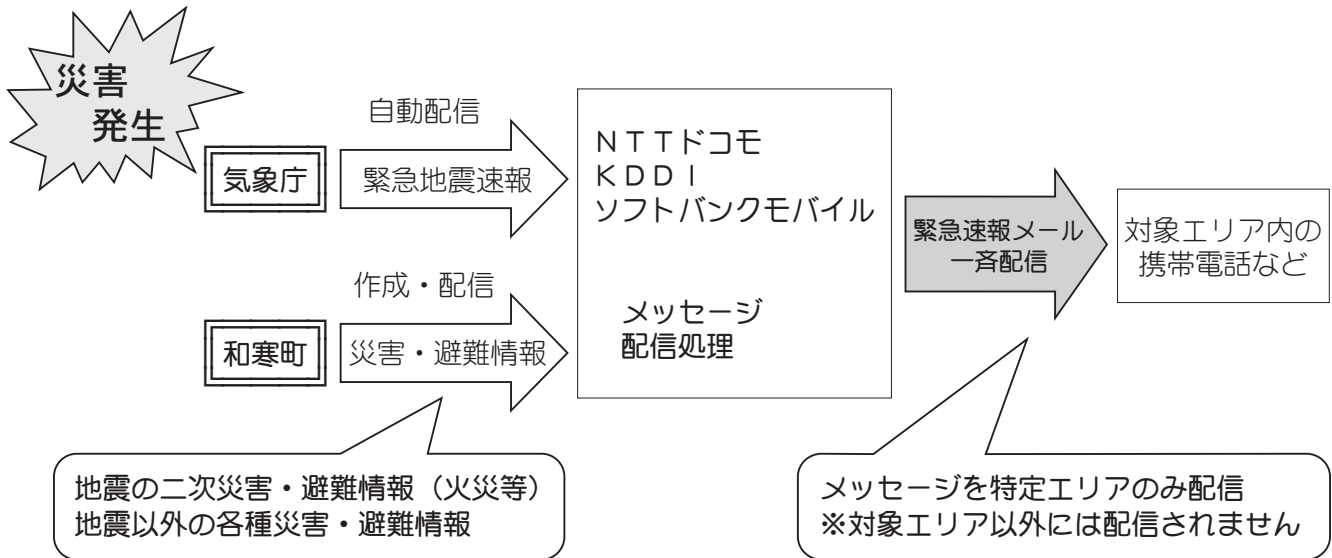 災害
発生
自動配信
気象庁
緊急地震速報
ＮＴＴドコモ
ＫＤＤＩ
ソフトバンクモバイル
緊急速報メール
一斉配信
対象エリア内の
携帯電話など
作成・配信
和寒町
災害・避難情報
メッセージ
配信処理
地震の二次災害・避難情報（火災等）
地震以外の各種災害・避難情報
メッセージを特定エリアのみ配信
※対象エリア以外には配信されません